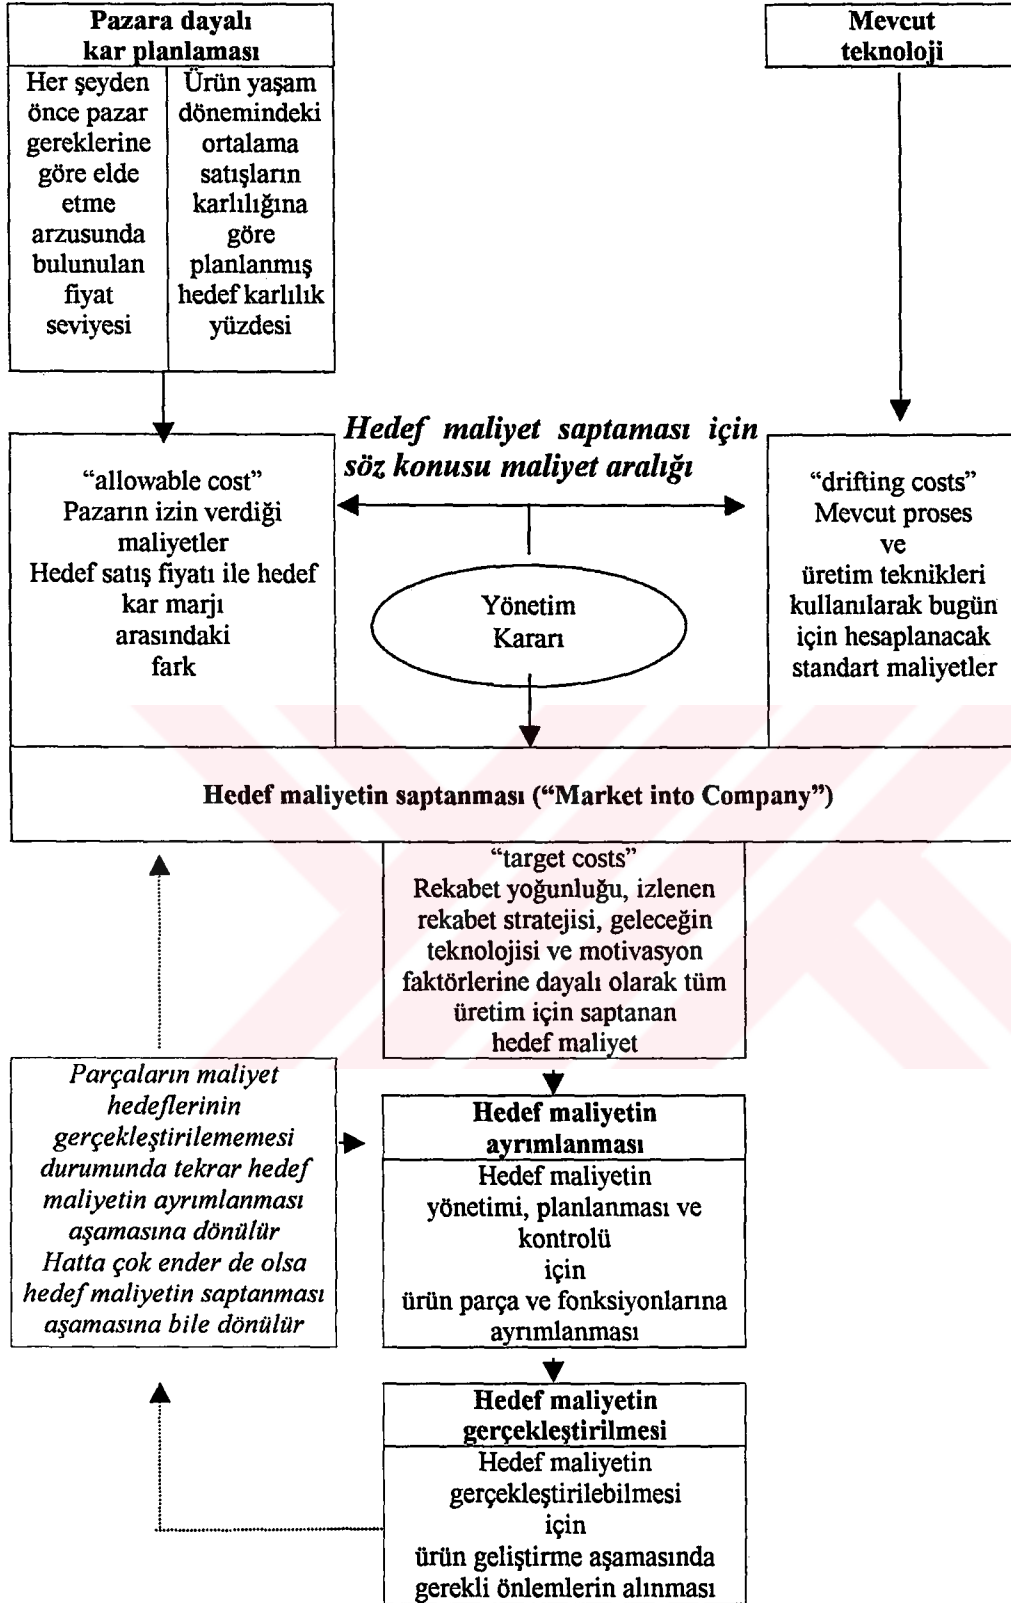 Pazara dayalı
kar planlaması
Her şeyden
önce pazar
gereklerine
göre elde
etme
arzusunda
bulunulan
fiyat
seviyesi
Ürün yaşam
dönemindeki
ortalama
satışların
karlılığına
göre
planlanmış
hedef karlılık
yüzdesi
Mevcut
teknoloji
Hedef maliyet saptaması için
söz konusu maliyet aralığı
“allowable cost”
Pazarın izin verdiği
maliyetler
Hedef satış fiyatı ile hedef
kar marjı
arasındaki
fark
Yönetim
Kararı
“drifting costs”
Mevcut proses
ve
üretim teknikleri
kullanılarak bugün
için hesaplanacak
standart maliyetler
Hedef maliyetin saptanması (“Market into Company”)
“target costs”
Rekabet yoğunluğu, izlenen
rekabet stratejisi, geleceğin
teknolojisi ve motivasyon
faktörlerine dayalı olarak tüm
üretim için saptanan
hedef maliyet
Parçaların maliyet
hedeflerinin
gerçekleştirilememesi
durumunda tekrar hedef
maliyetin ayrımlanması
aşamasına dönülür
Hatta çok ender de olsa
hedef maliyetin saptanması
aşamasına bile dönülür
Hedef maliyetin
ayrımlanması
Hedef maliyetin
yönetimi, planlanması ve
kontrolü
için
ürün parça ve fonksiyonlarına
ayrımlanması
Hedef maliyetin
gerçekleştirilmesi
Hedef maliyetin
gerçekleştirilebilmesi
için
ürün geliştirme aşamasında
gerekli önlemlerin alınması